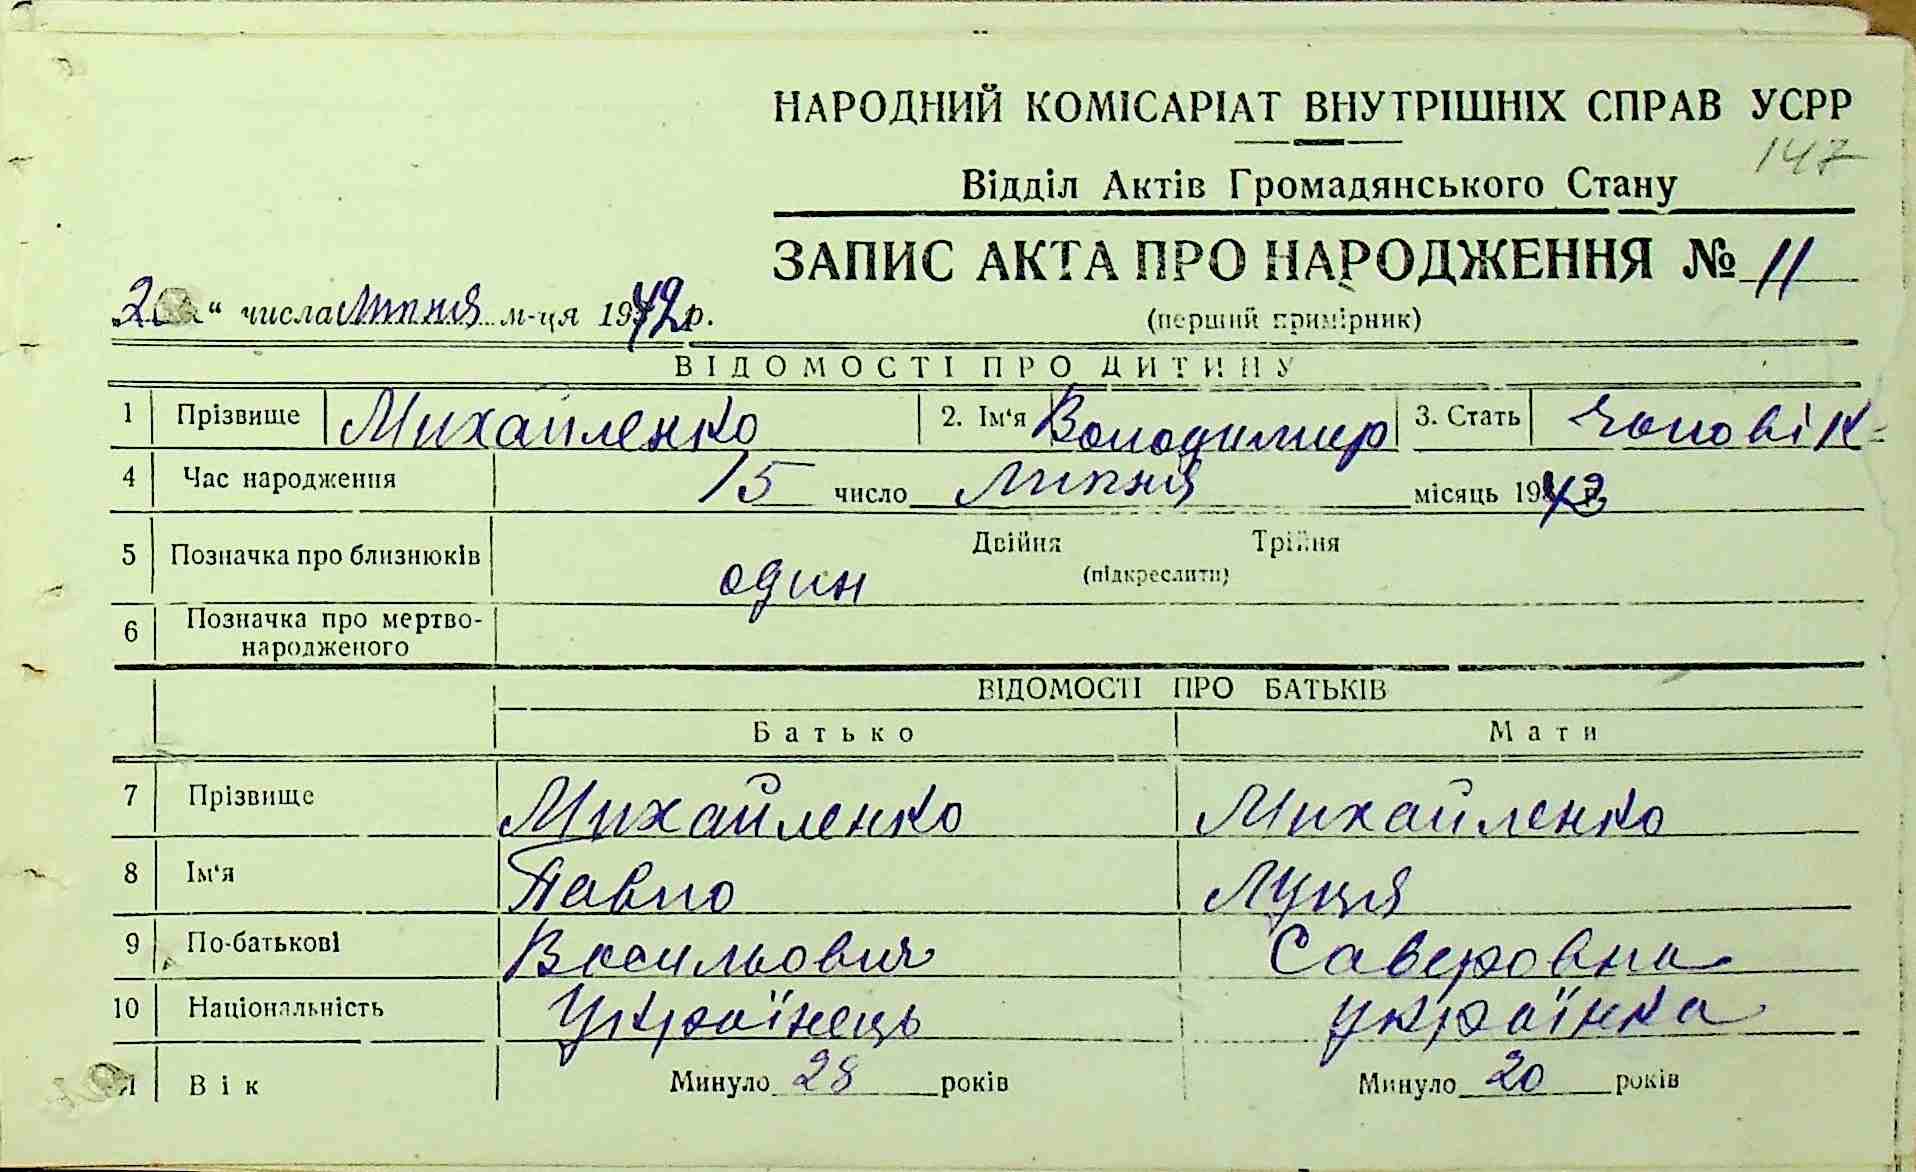 НАРОДНИЙ КОМІСАРІАТ ВНУТРІШНІХ СПРАВ УСРР
147
Відділ Актів Громадянського Стану
ЗАПИС АКТА ПРО НАРОДЖЕННЯ № 11
(перший примірник)
“ числа липня м-ця 1942 р.
ВІДОМОСТІ ПРО ДИТИНУ
1 Прізвище Михайленко 2. Ім‘я Володимир 3. Стать чоловік
4 Час народження 15 число липня місяць 1942
5 Позначка про близнюків один Двійня Трійня
(підкреслити)
6 Позначка про мертво-
народженого
ВІДОМОСТІ ПРО БАТЬКІВ
Батько Мати
7 Прізвище Михайленко Михайленко
8 Ім‘я Павло Луця
9 По-батькові Васильович Саверовна
10 Національність Українець українка
11 Вік Минуло 28 років Минуло 20 років